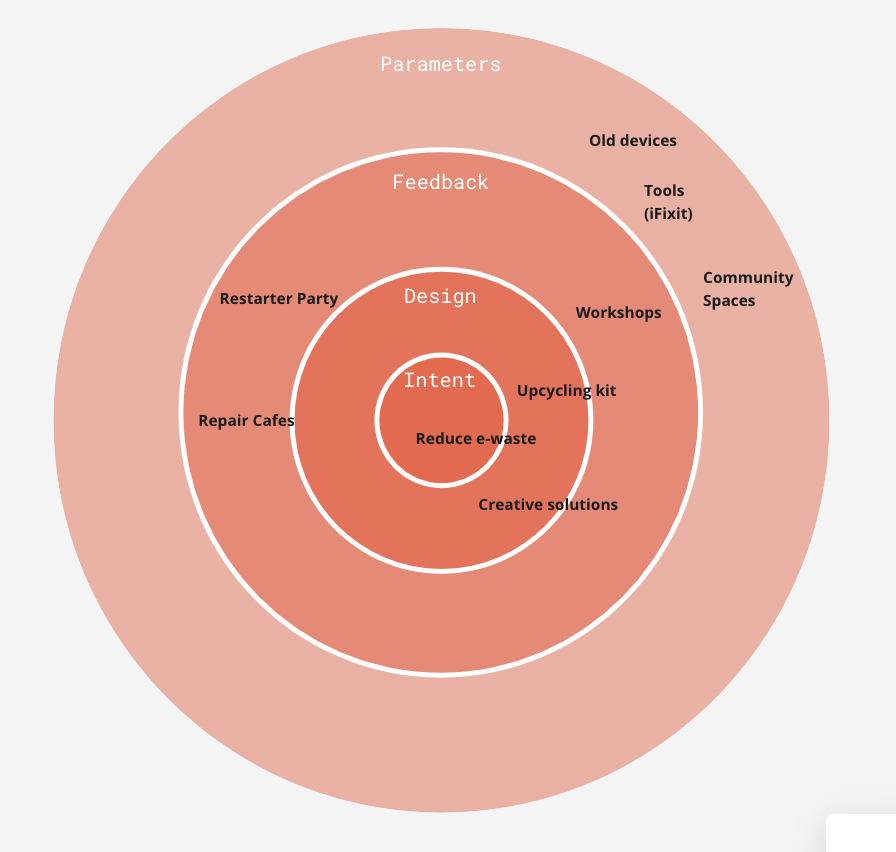 Parameters
Old devices
Feedback
Tools
(iFixit)
Community
Spaces
Design
Restarter Party
Workshops
Intent
Upcycling kit
Repair Cafes
Reduce e-waste
Creative solutions